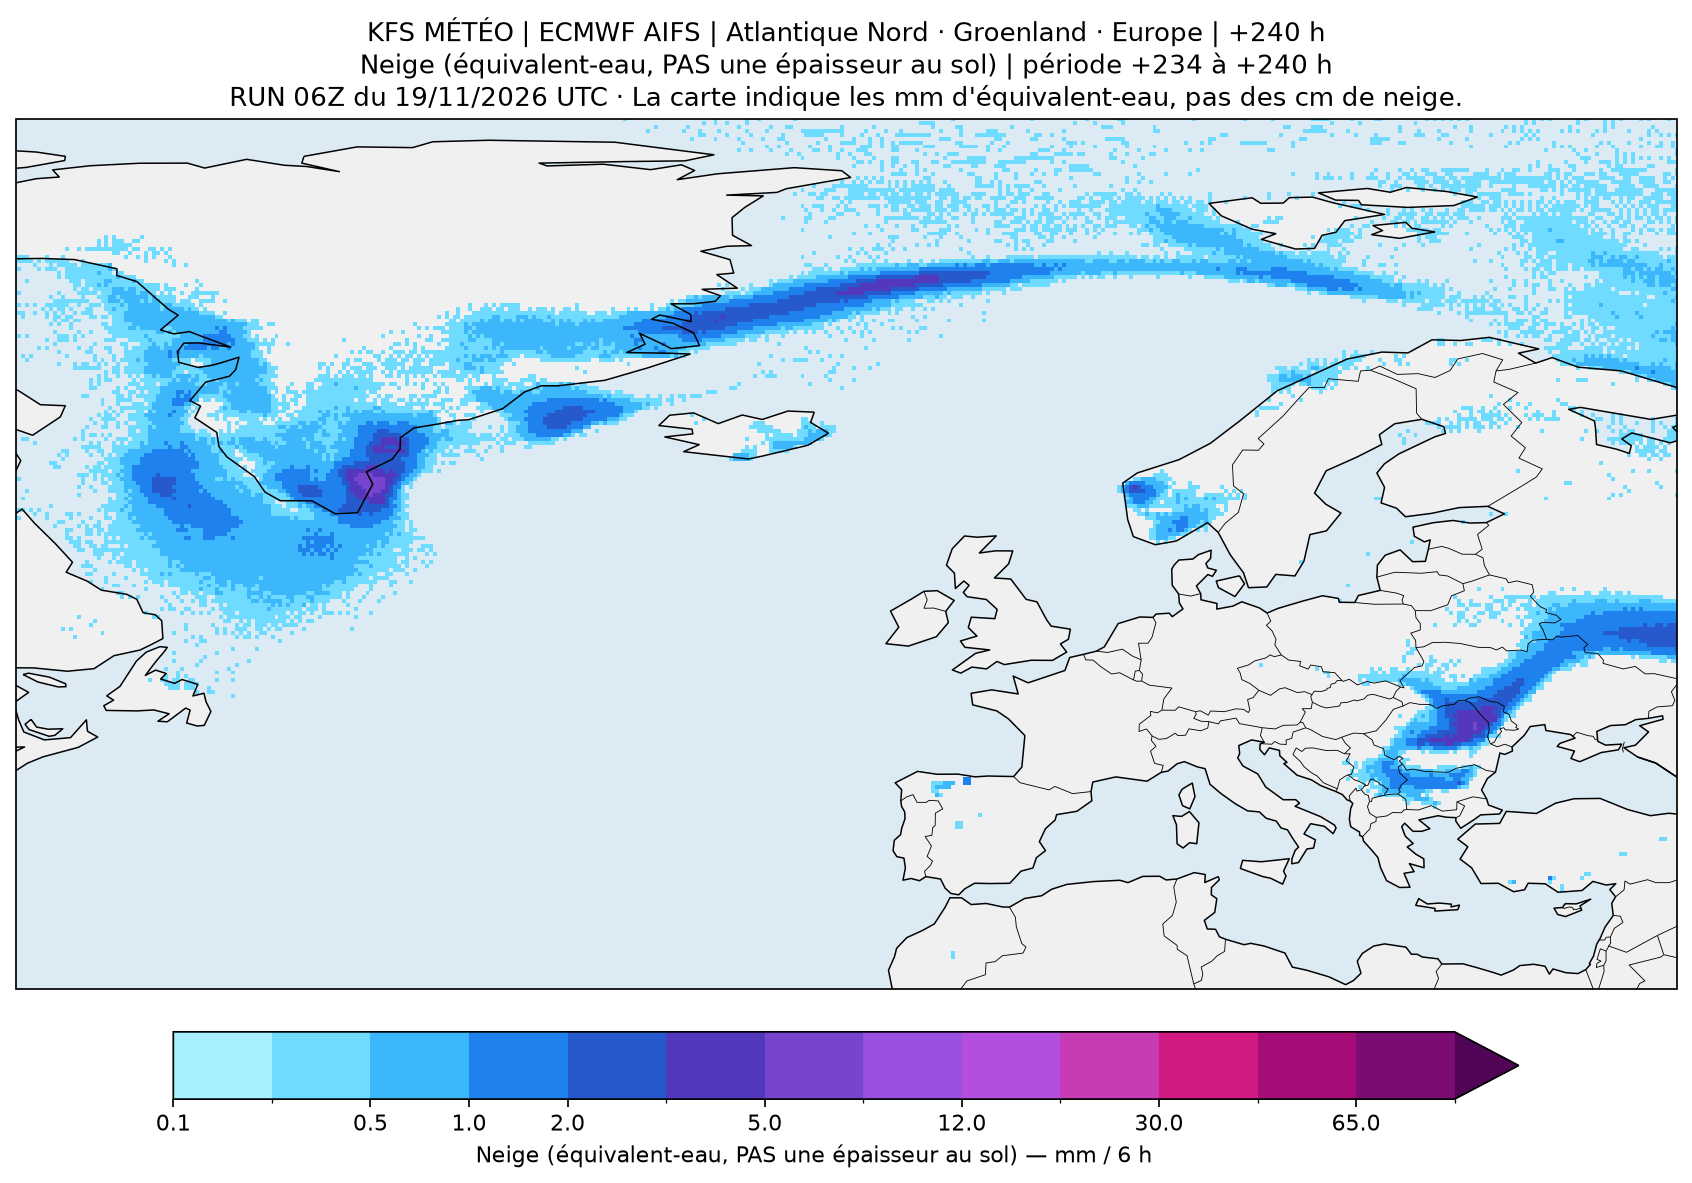 KFS MÉTÉO | ECMWF AIFS | Atlantique Nord · Groenland · Europe | +240 h
Neige (équivalent-eau, PAS une épaisseur au sol) | période +234 à +240 h
RUN 06Z du 19/11/2026 UTC · La carte indique les mm d'équivalent-eau, pas des cm de neige.
0.1 0.5 1.0 2.0 5.0 12.0 30.0 65.0
Neige (équivalent-eau, PAS une épaisseur au sol) — mm / 6 h